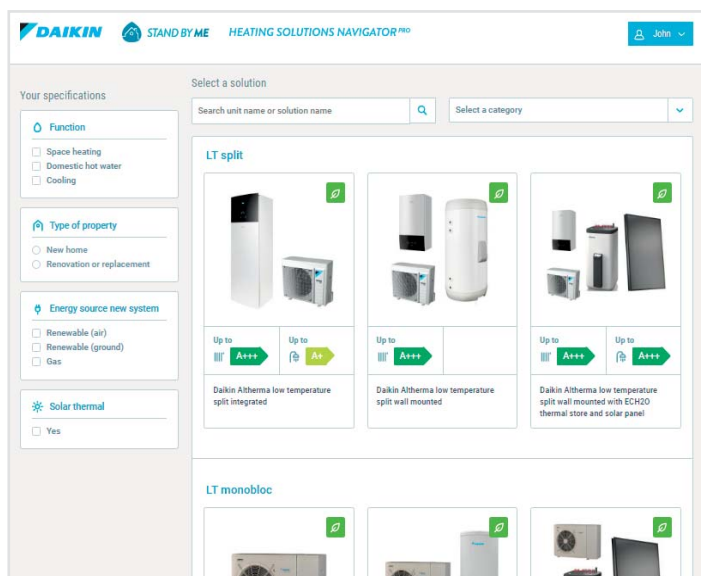 DAIKIN
STAND BY ME
HEATING SOLUTIONS NAVIGATOR PRO
John
Your specifications
Function
Space heating
Domestic hot water
Cooling
Type of property
New home
Renovation or replacement
Energy source new system
Renewable (air)
Renewable (ground)
Gas
Solar thermal
Yes
Select a solution
Search unit name or solution name
Select a category
LT split
Up to
A+++
Up to
A+
Daikin Altherma low temperature
split integrated
Up to
A+++
Daikin Altherma low temperature
split wall mounted
Up to
A+++
Up to
A+++
Daikin Altherma low temperature
split wall mounted with ECH2O
thermal store and solar panel
LT monobloc